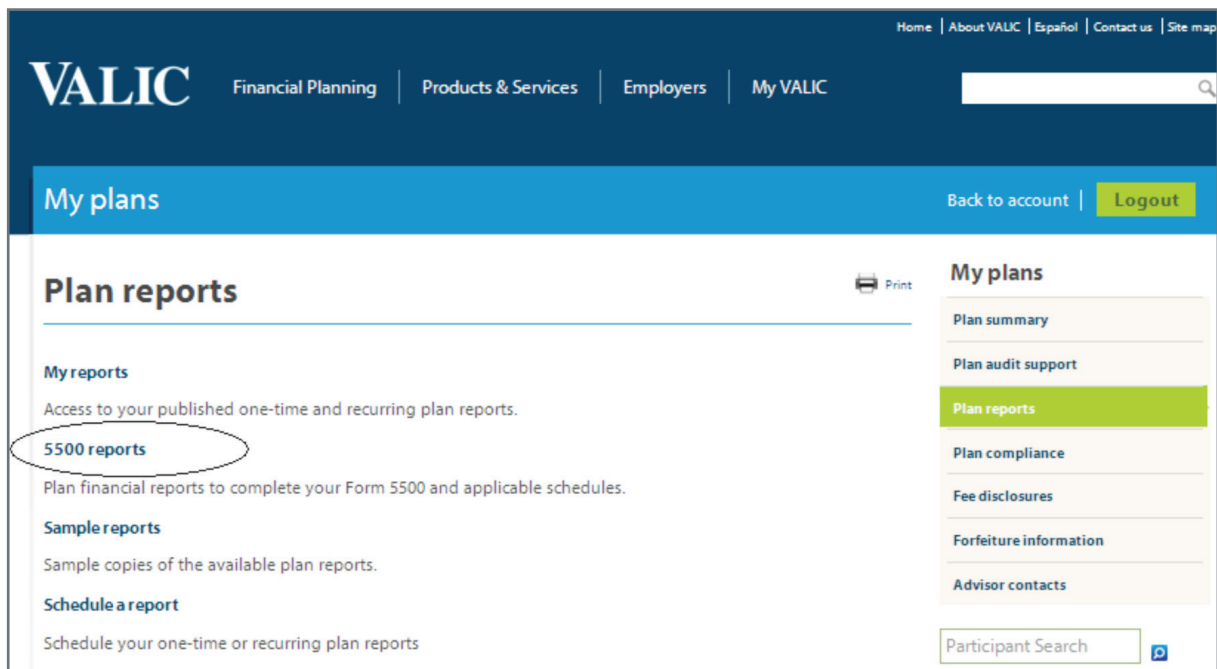 Home | About VALIC | Español | Contact us | Site map
VALIC
Financial Planning | Products & Services | Employers | My VALIC
My plans
Back to account | Logout
Plan reports
Print
My reports
Access to your published one-time and recurring plan reports.
5500 reports
Plan financial reports to complete your Form 5500 and applicable schedules.
Sample reports
Sample copies of the available plan reports.
Schedule a report
Schedule your one-time or recurring plan reports
My plans
Plan summary
Plan audit support
Plan reports
Plan compliance
Fee disclosures
Forfeiture information
Advisor contacts
Participant Search